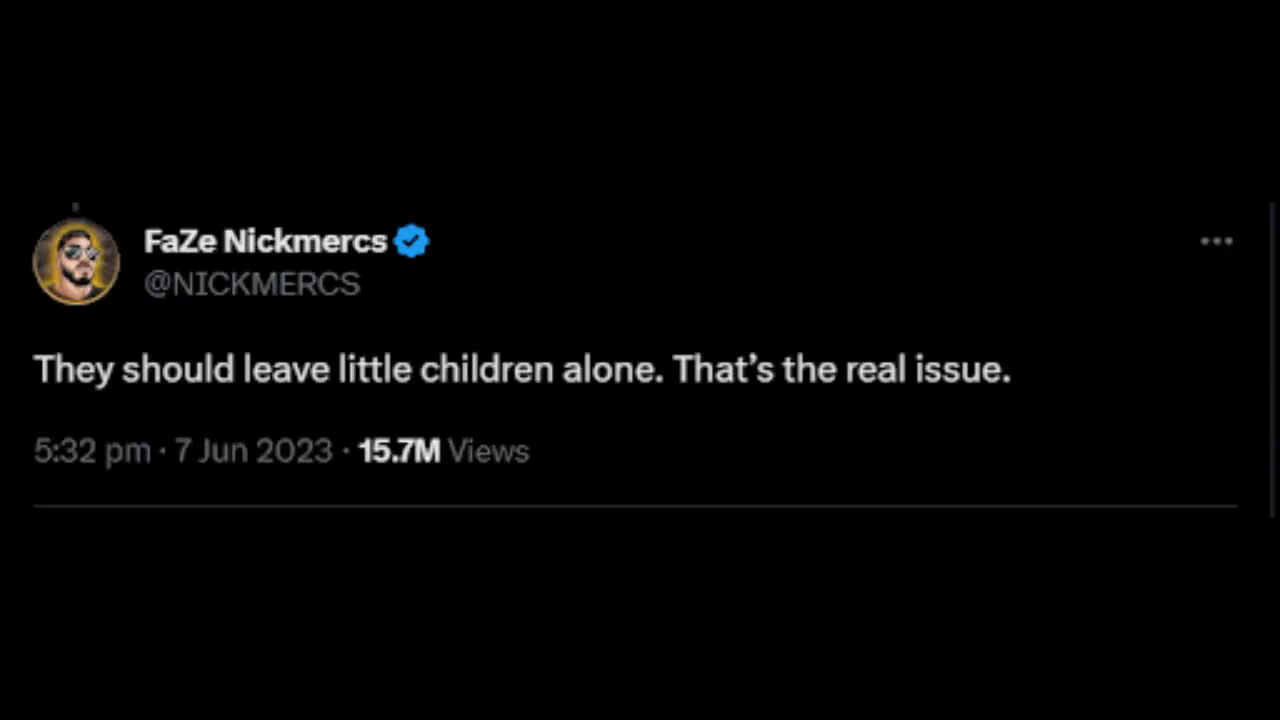 FaZe Nickmercs
@NICKMERCS
They should leave little children alone. That’s the real issue.
5:32 pm · 7 Jun 2023 · 15.7M Views